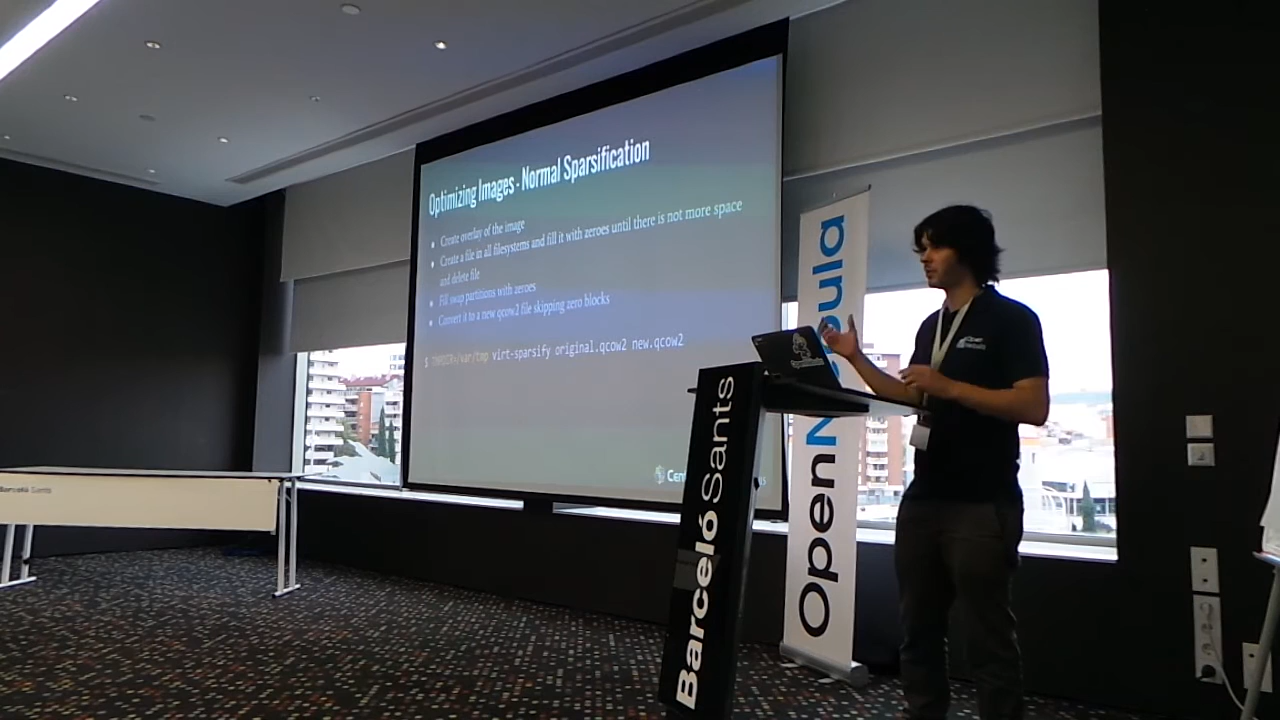 Optimizing Images - Normal Sparsification
Create overlay of the image
Create a file in all filesystems and fill it with zeroes until there is not more space
and delete file
Fill swap partitions with zeroes
Convert it to a new qcow2 file skipping zero blocks
$ TMPDIR=/var/tmp virt-sparsify original.qcow2 new.qcow2
Barceló Sants
Barceló Sants